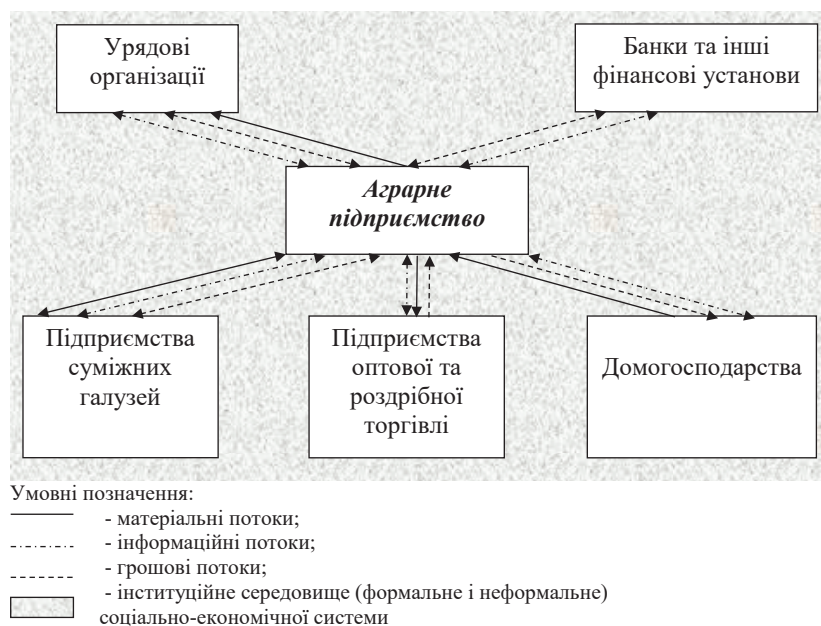 Урядові
організації
Банки та інші
фінансові установи
Аграрне
підприємство
Підприємства
суміжних
галузей
Підприємства
оптової та
роздрібної
торгівлі
Домогосподарства
Умовні позначення:
- матеріальні потоки;
- інформаційні потоки;
- грошові потоки;
- інституційне середовище (формальне і неформальне)
соціально-економічної системи